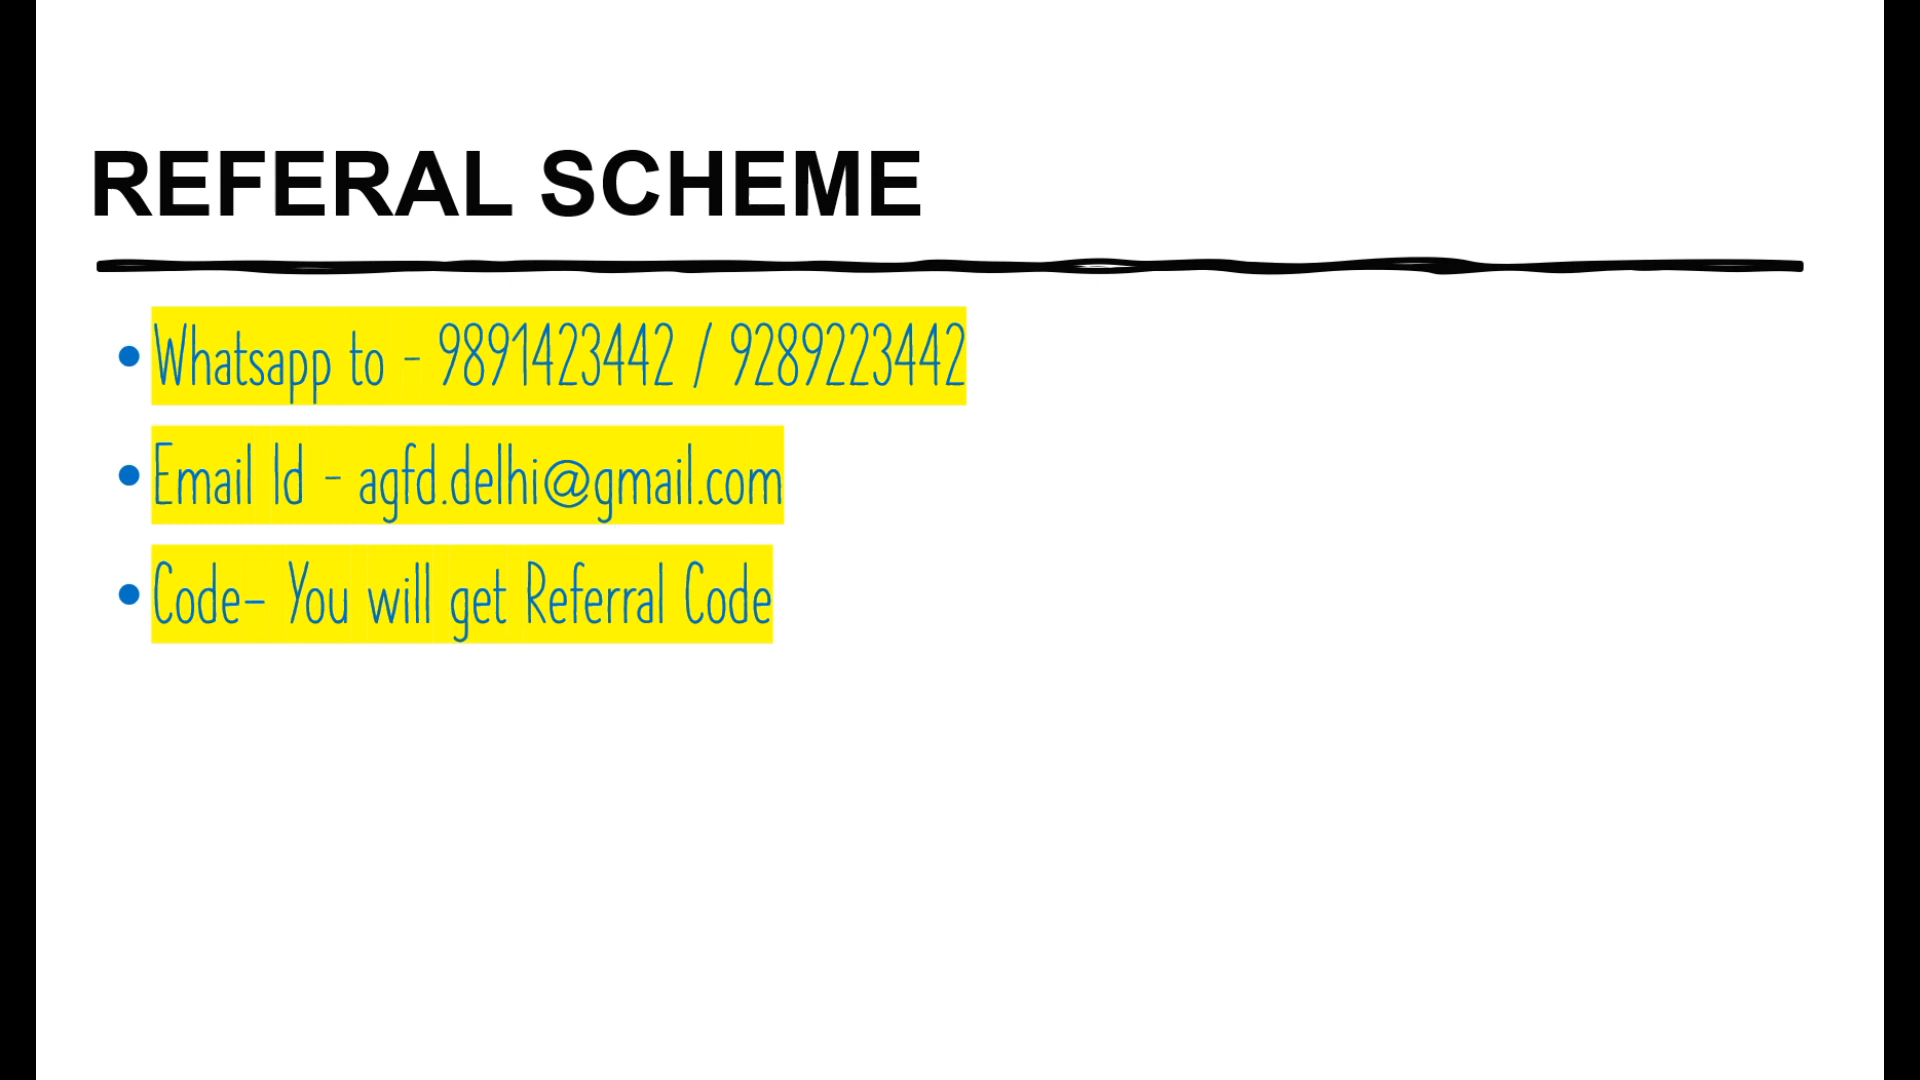 REFERAL SCHEME
• Whatsapp to - 9891423442 / 9289223442
• Email Id - agfd.delhi@gmail.com
• Code- You will get Referral Code